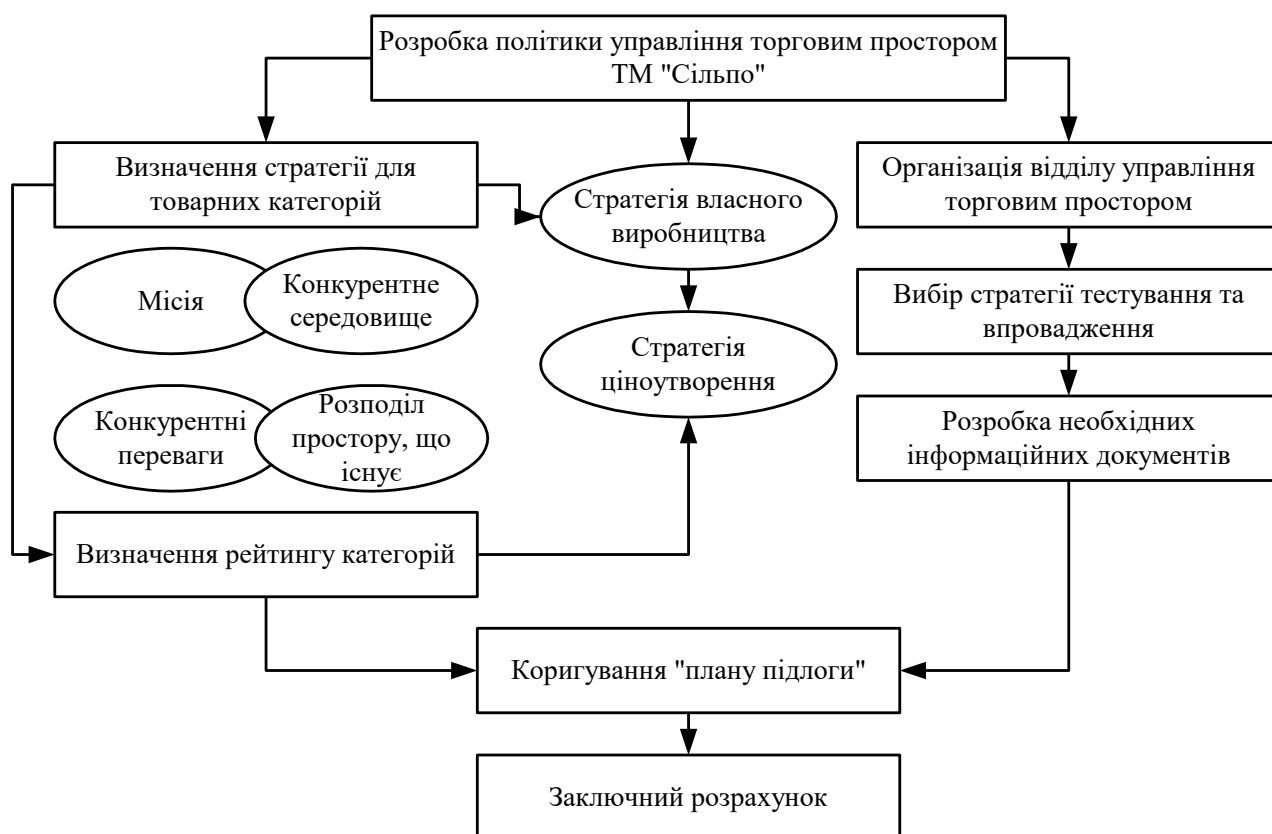 Розробка політики управління торговим простором
ТМ "Сільпо"
Визначення стратегії для
товарних категорій
Стратегія власного
виробництва
Організація відділу управління
торговим простором
Місія
Конкурентне
середовище
Вибір стратегії тестування та
впровадження
Стратегія
ціноутворення
Конкурентні
переваги
Розподіл
простору, що
існує
Розробка необхідних
інформаційних документів
Визначення рейтингу категорій
Коригування "плану підлоги"
Заключний розрахунок